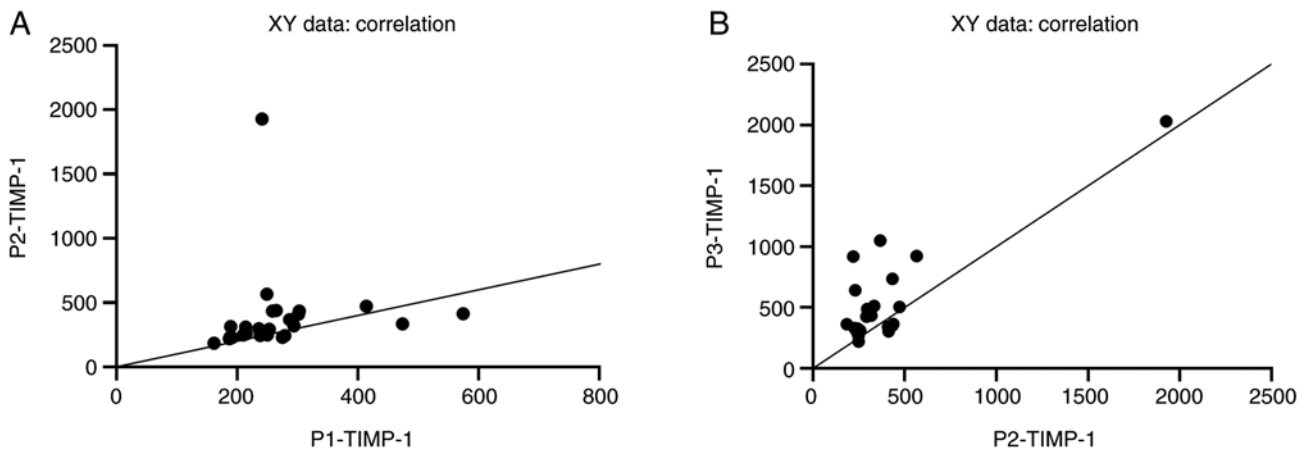 A
XY data: correlation
2500
2000
1500
1000
500
0
P2-TIMP-1
0 200 400 600 800
P1-TIMP-1
B
XY data: correlation
2500
2000
1500
1000
500
0
P3-TIMP-1
0 500 1000 1500 2000 2500
P2-TIMP-1